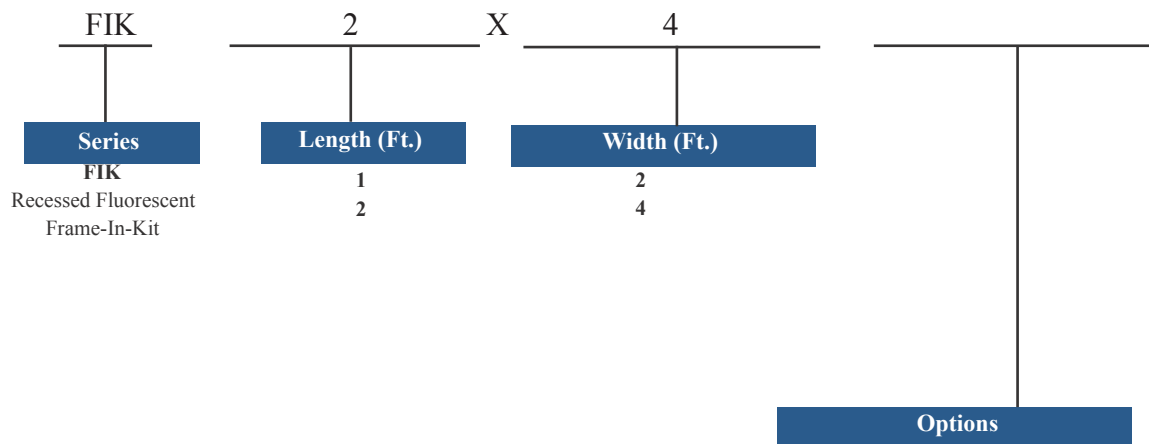 FIK 2 X 4
Series
FIK
Recessed Fluorescent
Frame-In-Kit
Length (Ft.)
1
2
Width (Ft.)
2
4
Options